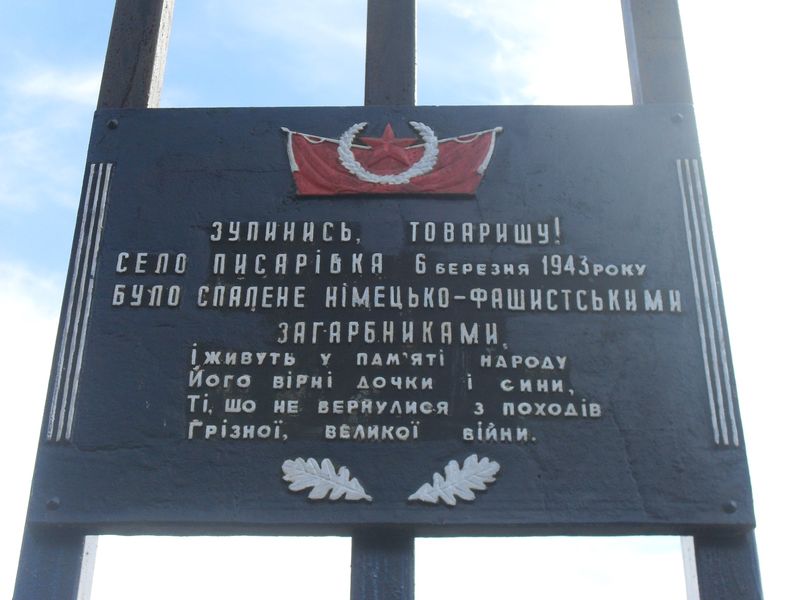 ЗУПИНИСЬ, ТОВАРИШУ!
СЕЛО ПИСАРІВКА 6 БЕРЕЗНЯ 1943 РОКУ
БУЛО СПАЛЕНЕ НІМЕЦЬКО-ФАШИСТСЬКИМИ
ЗАГАРБНИКАМИ.
І ЖИВУТЬ У ПАМ'ЯТІ НАРОДУ
ЙОГО ВІРНІ ДОЧКИ І СИНИ,
ТІ, ШО НЕ ВЕРНУЛИСЯ З ПОХОДІВ
ГРІЗНОЇ, ВЕЛИКОЇ ВІЙНИ.